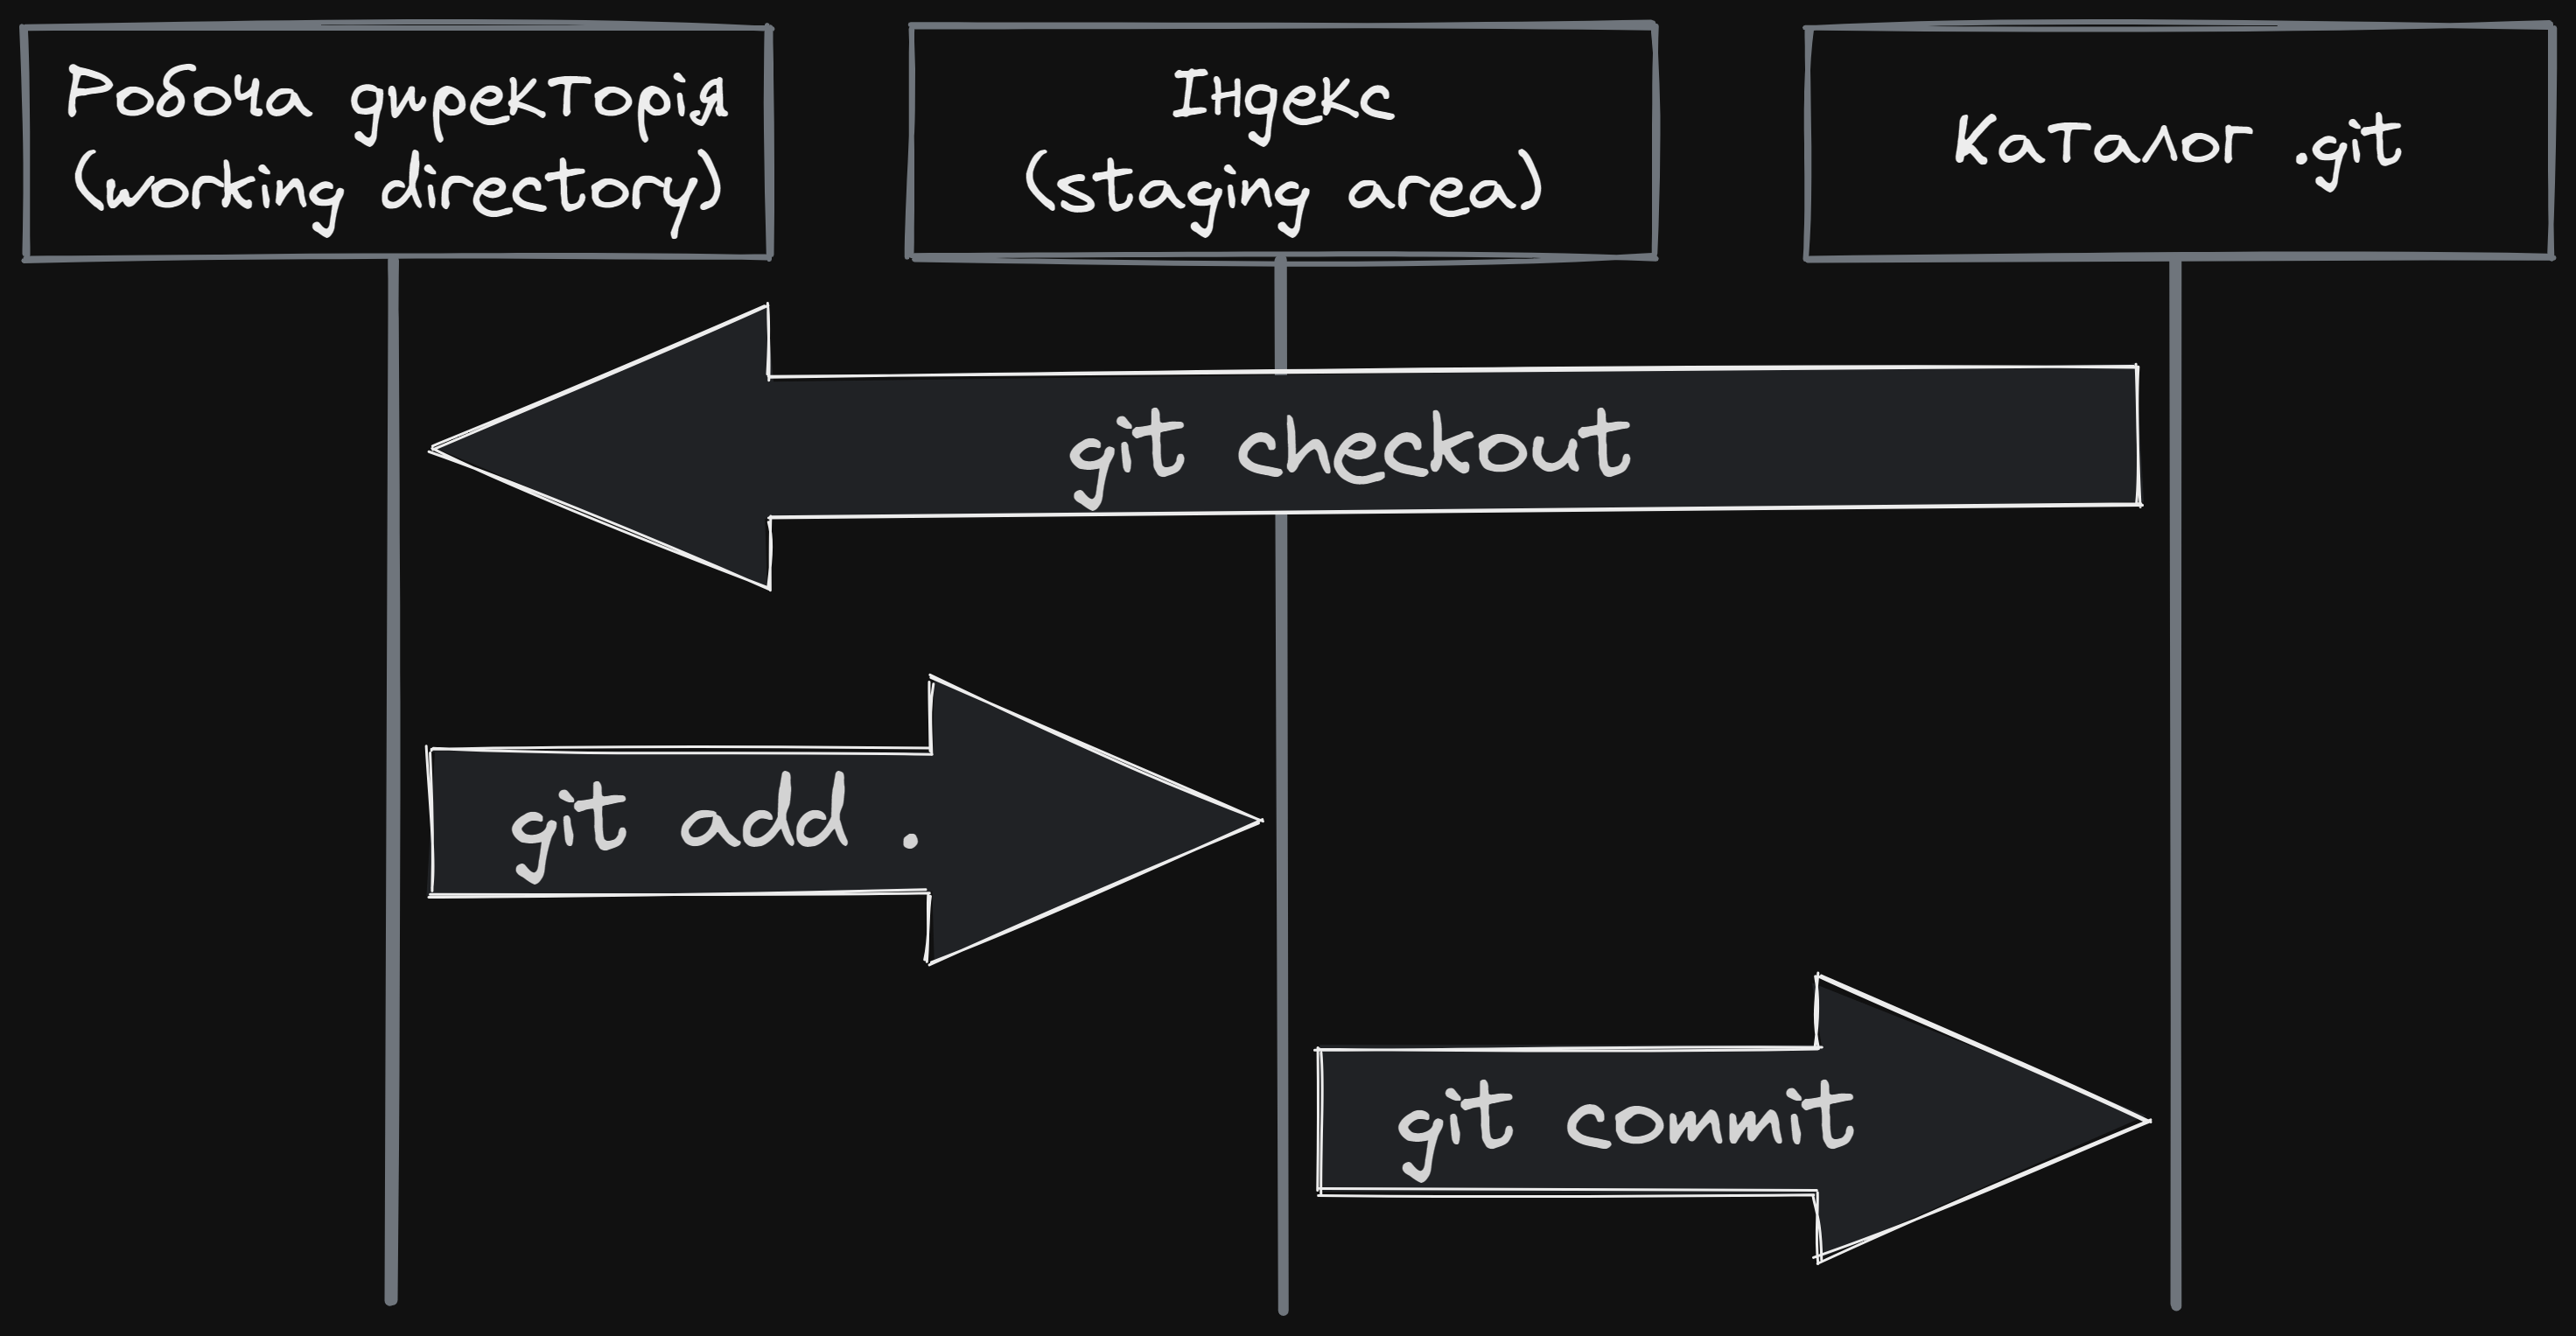 Робоча директорія
(working directory)
Індекс
(staging area)
Каталог .git
git checkout
git add .
git commit